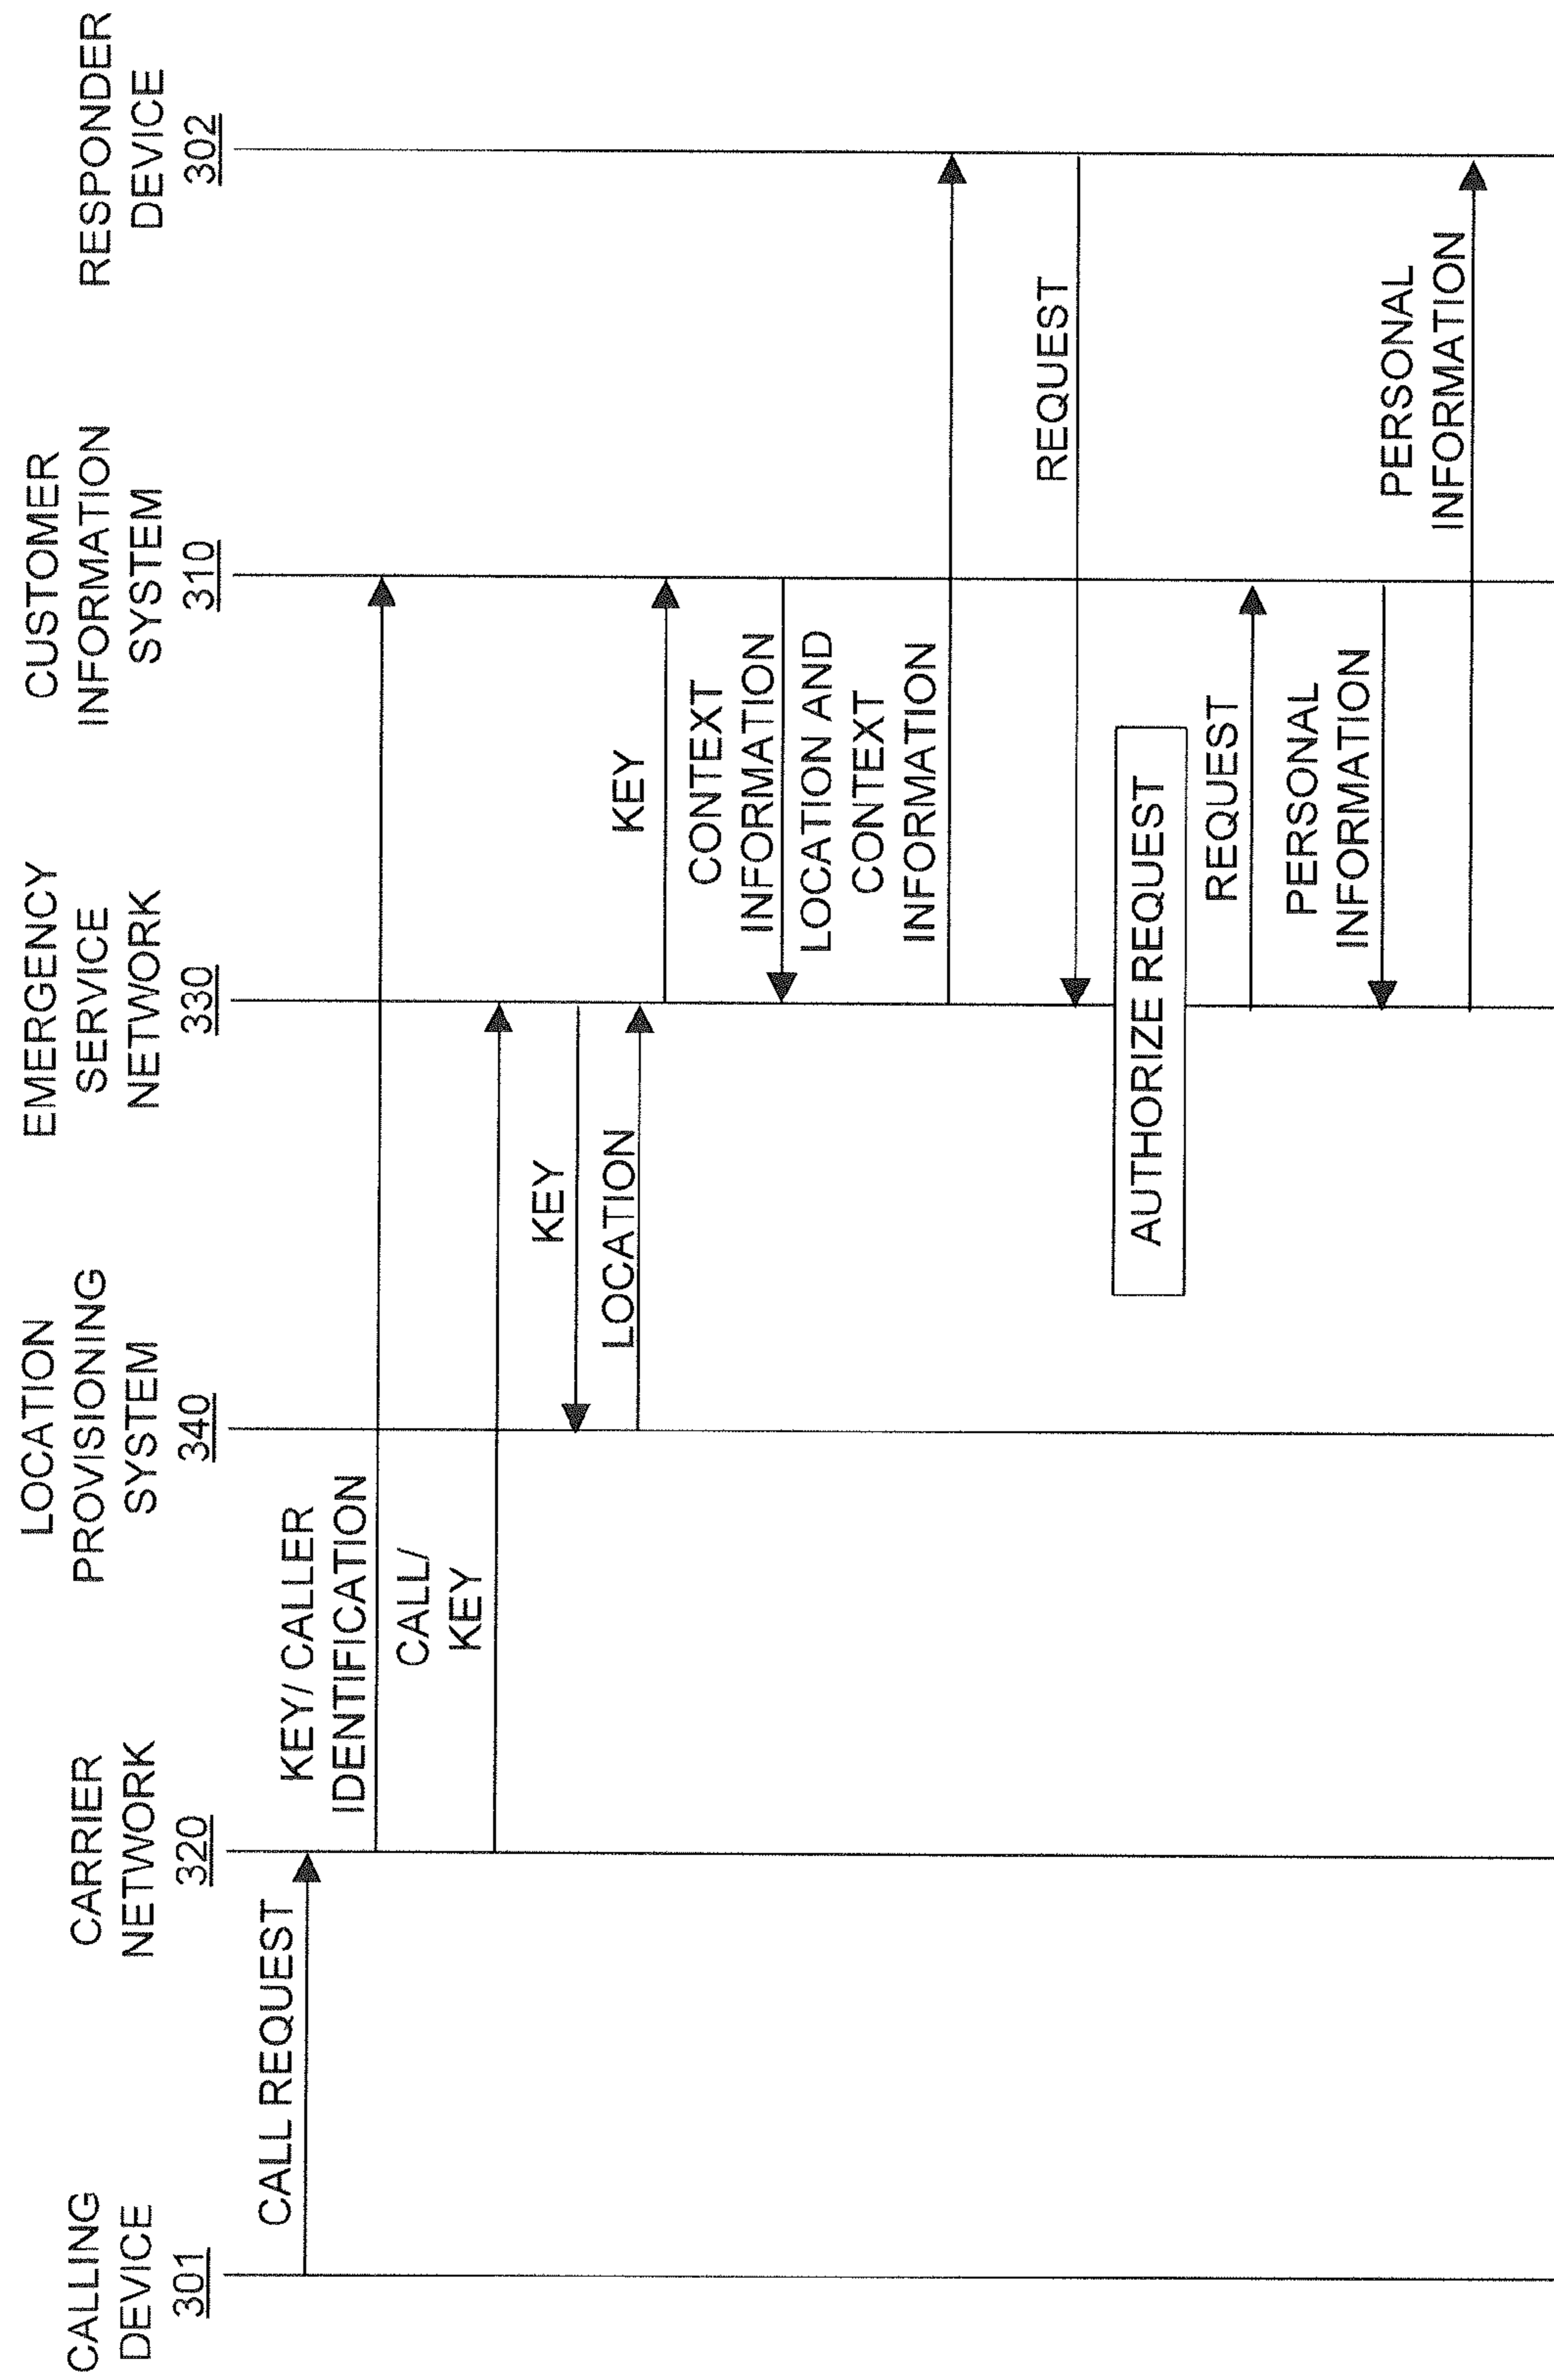 CALLING
DEVICE
301
CARRIER
NETWORK
320
LOCATION
PROVISIONING
SYSTEM
340
EMERGENCY
SERVICE
NETWORK
330
CUSTOMER
INFORMATION
SYSTEM
310
RESPONDER
DEVICE
302
CALL REQUEST
KEY/ CALLER
IDENTIFICATION
CALL/
KEY
KEY
LOCATION
KEY
CONTEXT
INFORMATION
LOCATION AND
CONTEXT
INFORMATION
REQUEST
AUTHORIZE REQUEST
REQUEST
PERSONAL
INFORMATION
PERSONAL
INFORMATION